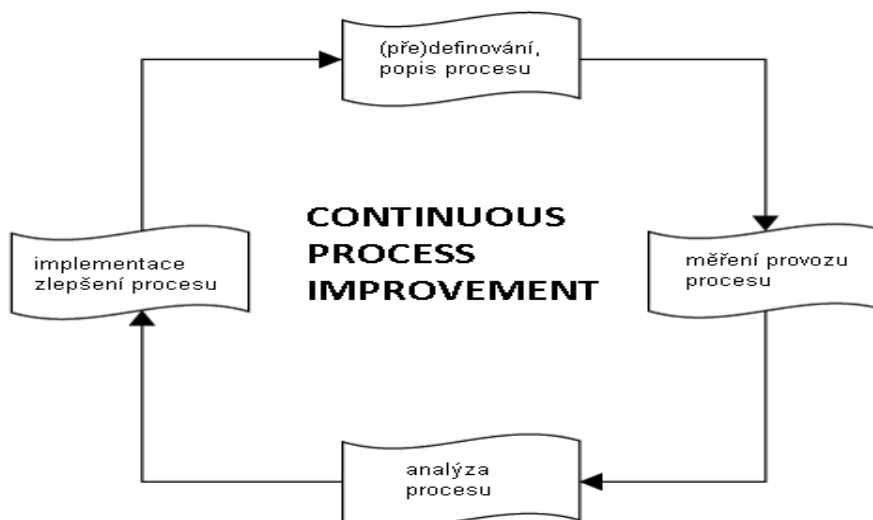 (pře)definování,
popis procesu
CONTINUOUS
PROCESS
IMPROVEMENT
implementace
zlepšení procesu
měření provozu
procesu
analýza
procesu